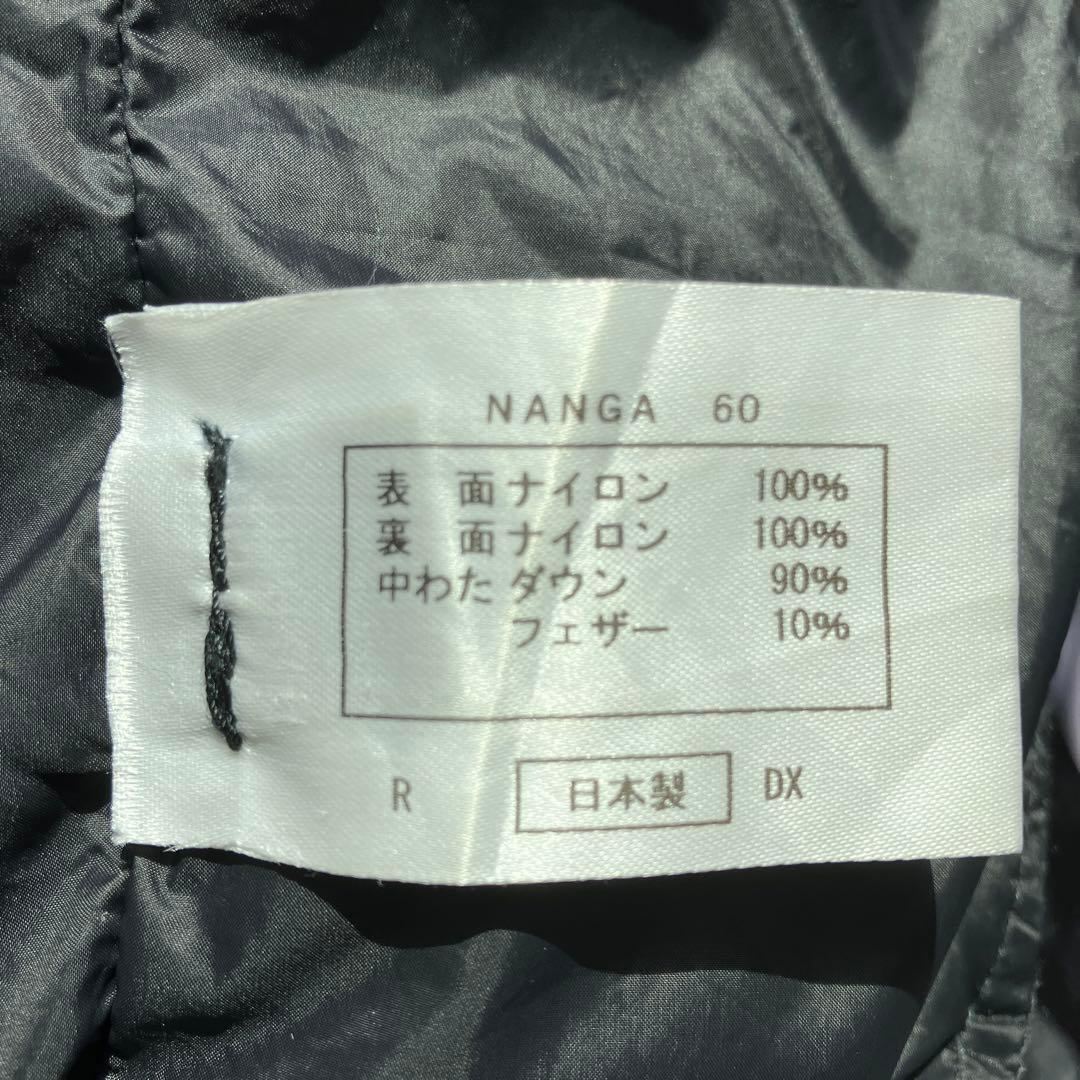 NANGA 60
表 面 ナイロン 100%
裏 面 ナイロン 100%
中わた ダウン 90%
フェザー 10%
R 日本製 DX